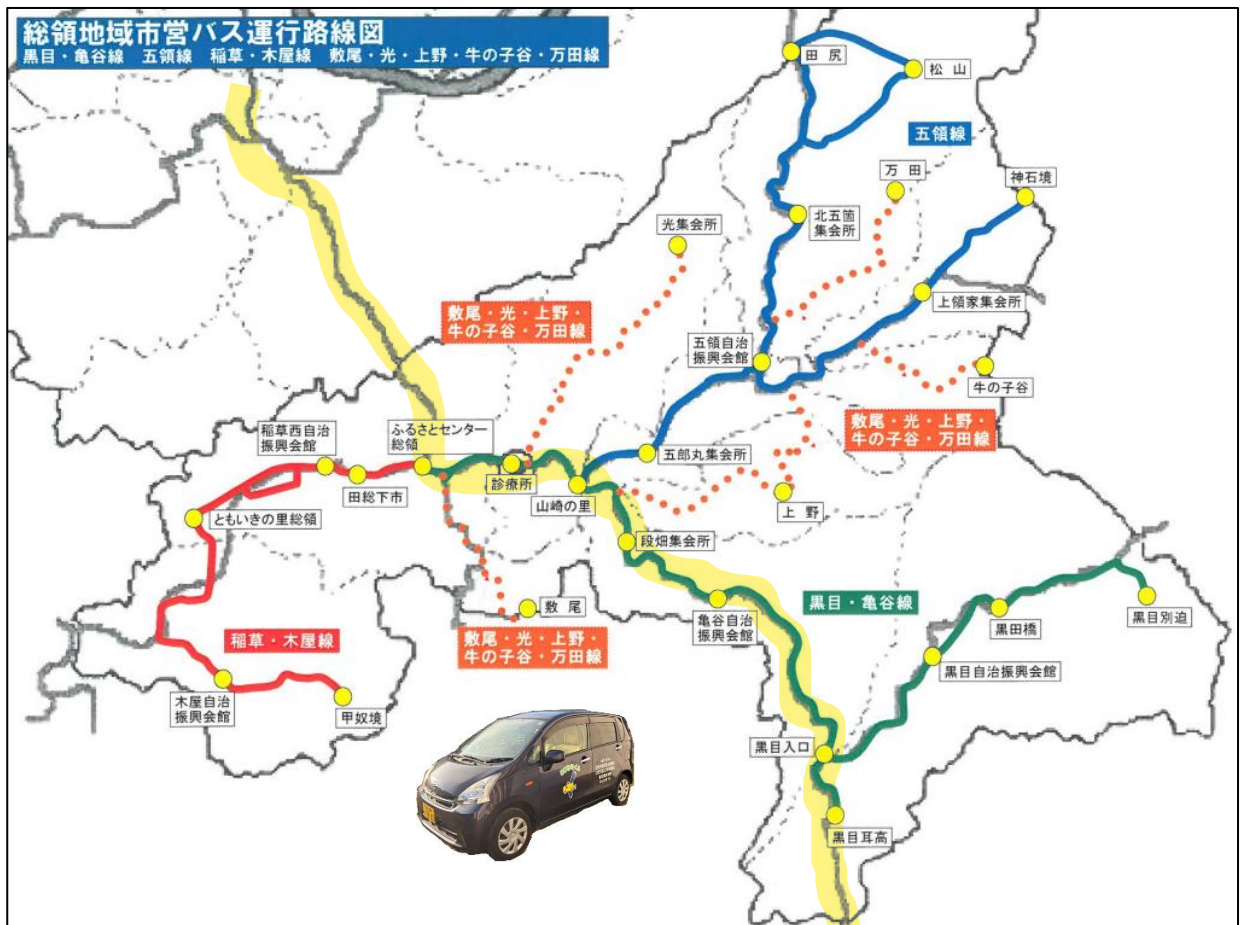 総領地域市営バス運行路線図
黒目・亀谷線　五領線　稲草・木屋線　敷尾・光・上野・牛の子谷・万田線
田尻
松山
五領線
万田
神石境
北五箇
集会所
光集会所
上領家集会所
敷尾・光・上野・
牛の子谷・万田線
五領自治
振興会館
牛の子谷
敷尾・光・上野・
牛の子谷・万田線
稲草西自治
振興会館
ふるさとセンター
総領
五郎丸集会所
田総下市
診療所
山崎の里
上野
ともいきの里総領
段畑集会所
敷尾
亀谷自治
振興会館
黒目・亀谷線
黒田橋
黒目別迫
稲草・木屋線
敷尾・光・上野・
牛の子谷・万田線
黒目自治振興会館
木屋自治
振興会館
甲奴境
黒目入口
黒目耳高